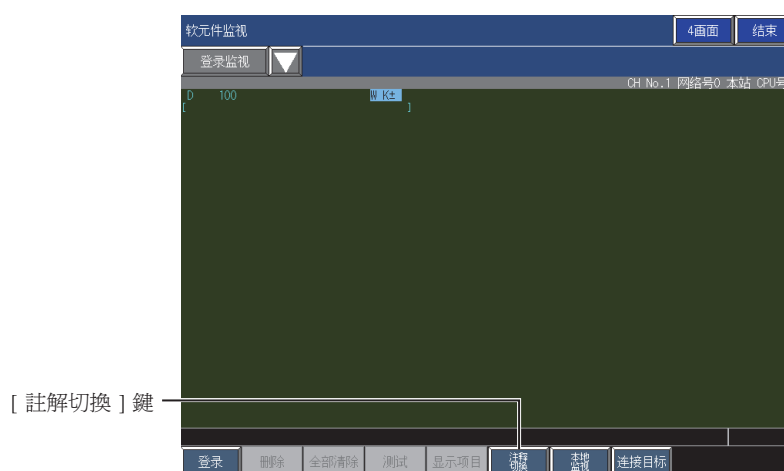 软元件监视
4画面
结束
登录监视
CH No.1 网络号0 本站 CPU号
D 100 W K±
[ ]
[ 註解切換 ] 鍵
登录
删除
全部清除
测试
显示项目
注释
切换
本地
监视
连接目标